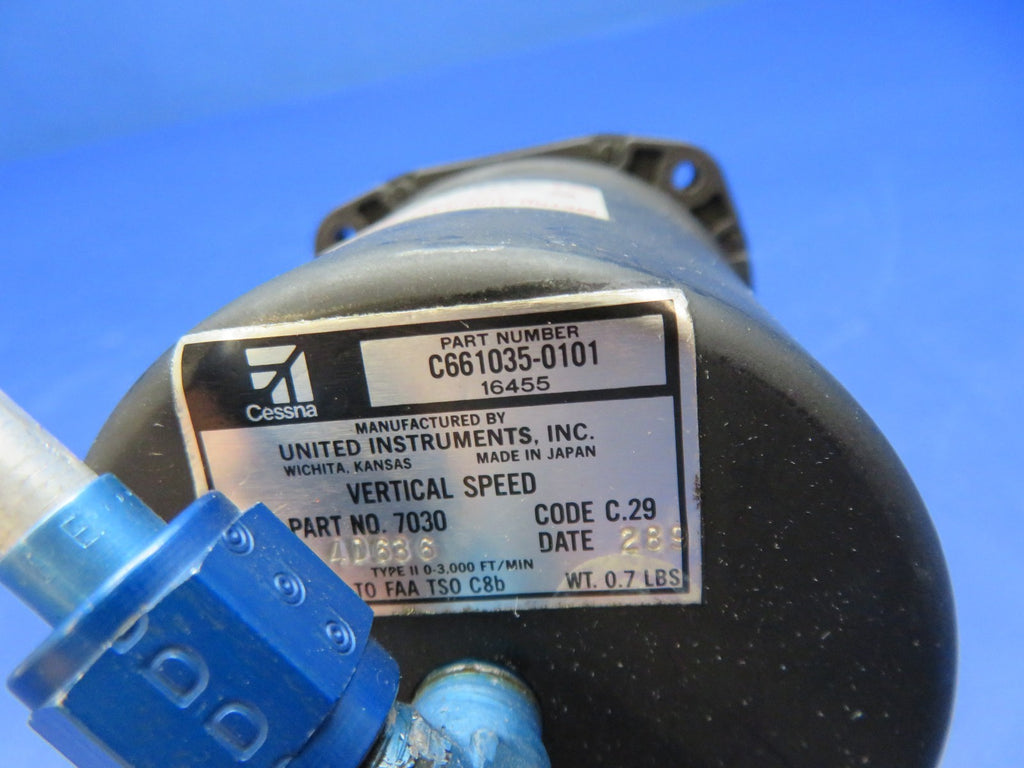 PART NUMBER
C661035-0101
16455
Cessna
MANUFACTURED BY
UNITED INSTRUMENTS, INC.
WICHITA, KANSAS MADE IN JAPAN
VERTICAL SPEED
PART NO. 7030 CODE C.29
4D636 DATE 289
TYPE II 0-3,000 FT/MIN
TO FAA TSO C8b WT. 0.7 LBS
E
D
D